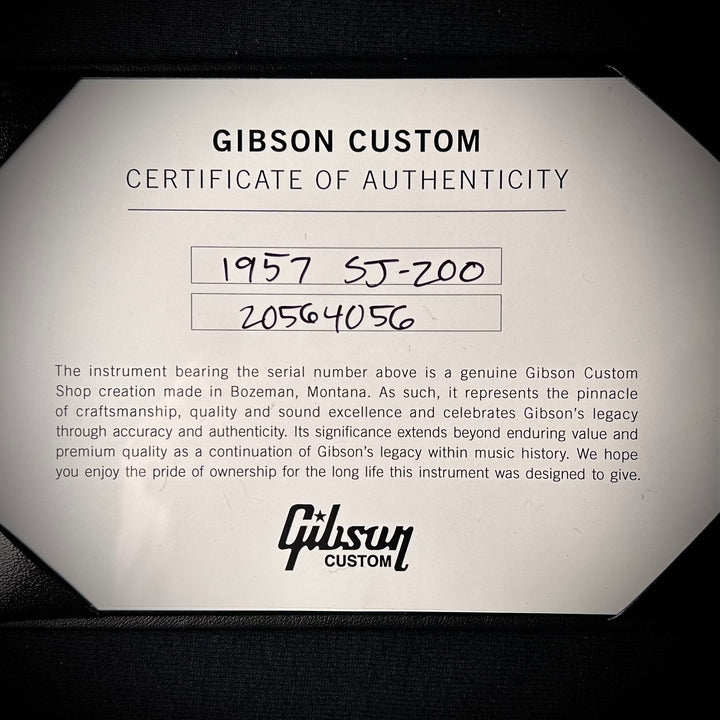 GIBSON CUSTOM
CERTIFICATE OF AUTHENTICITY
1957 SJ-200
20564056
The instrument bearing the serial number above is a genuine Gibson Custom
Shop creation made in Bozeman, Montana. As such, it represents the pinnacle
of craftsmanship, quality and sound excellence and celebrates Gibson's legacy
through accuracy and authenticity. Its significance extends beyond enduring value and
premium quality as a continuation of Gibson's legacy within music history. We hope
you enjoy the pride of ownership for the long life this instrument was designed to give.
Gibson
CUSTOM